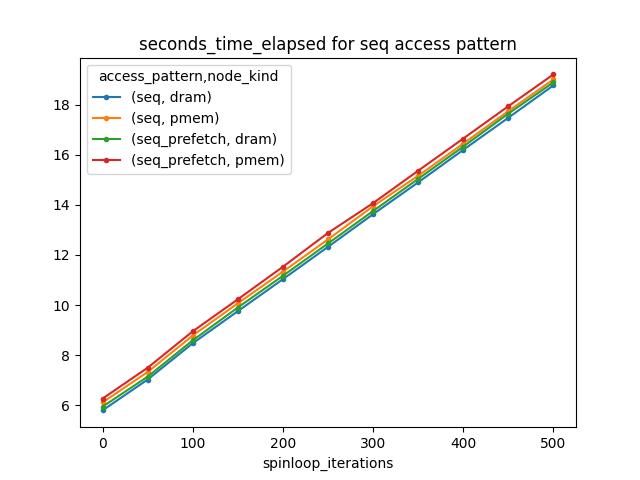 seconds_time_elapsed for seq access pattern
access_pattern,node_kind
(seq, dram)
(seq, pmem)
(seq_prefetch, dram)
(seq_prefetch, pmem)
18
16
14
12
10
8
6
0 100 200 300 400 500
spinloop_iterations